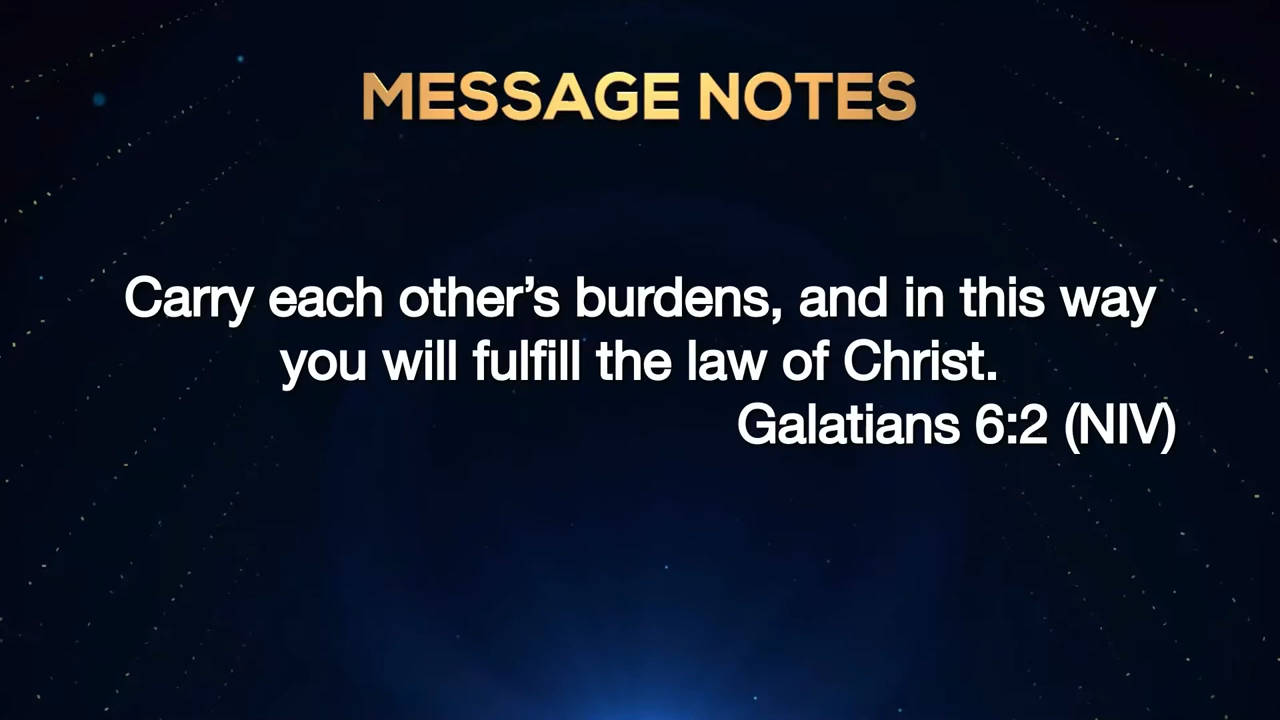 MESSAGE NOTES
Carry each other’s burdens, and in this way
you will fulfill the law of Christ.
Galatians 6:2 (NIV)